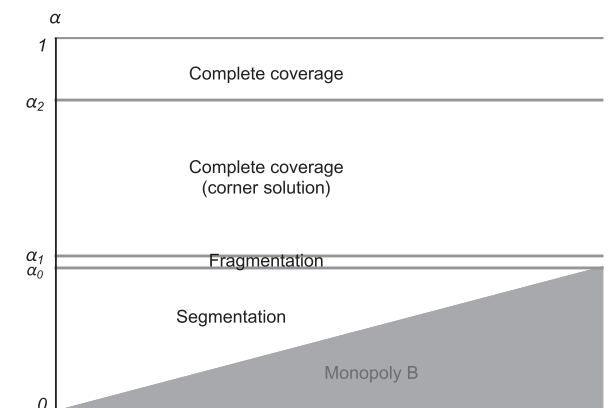 α
1
Complete coverage
α2
Complete coverage
(corner solution)
α1
Fragmentation
α0
Segmentation
Monopoly B
0